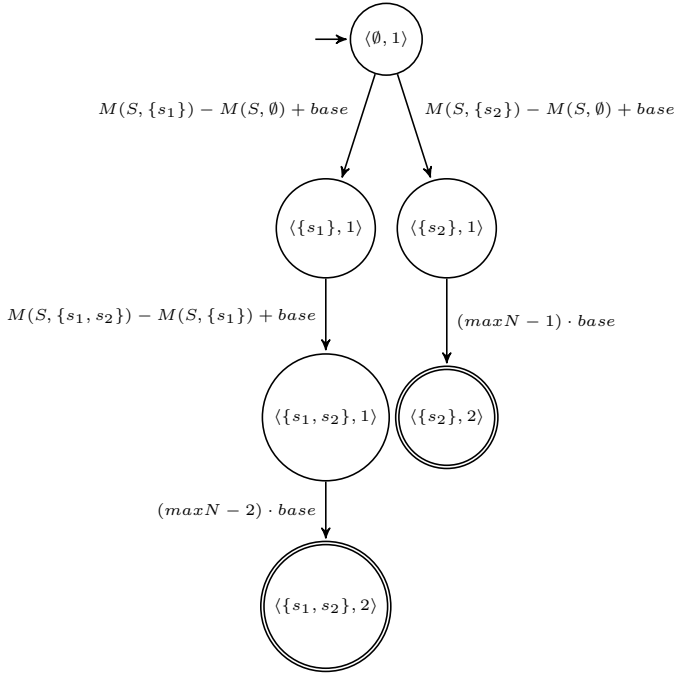 ⟨∅, 1⟩
M(S, {s₁}) − M(S, ∅) + base
M(S, {s₂}) − M(S, ∅) + base
⟨{s₁}, 1⟩
⟨{s₂}, 1⟩
M(S, {s₁, s₂}) − M(S, {s₁}) + base
(maxN − 1) · base
⟨{s₁, s₂}, 1⟩
⟨{s₂}, 2⟩
(maxN − 2) · base
⟨{s₁, s₂}, 2⟩